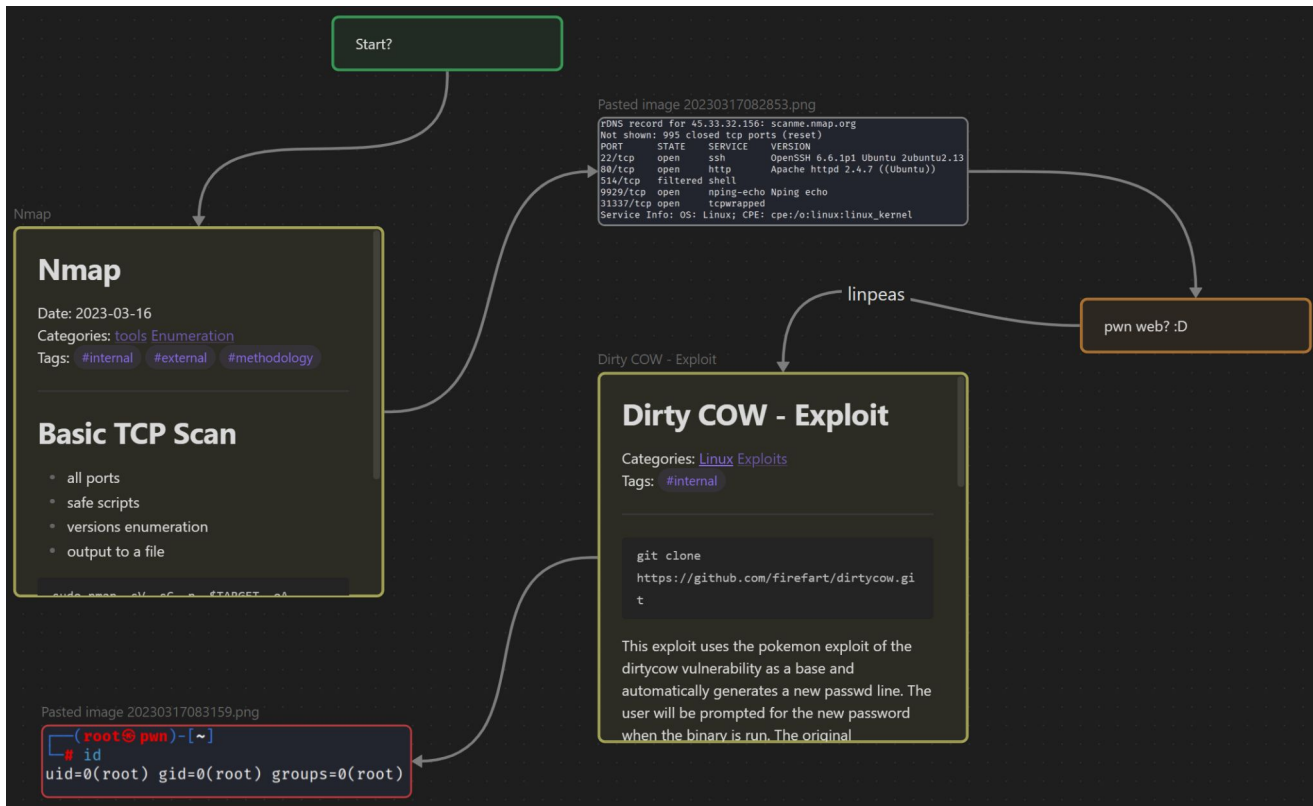 Start?
Nmap
Nmap
Date: 2023-03-16
Categories: tools Enumeration
Tags: #internal #external #methodology
Basic TCP Scan
all ports
safe scripts
versions enumeration
output to a file
Pasted image 20230317082853.png
rDNS record for 45.33.32.156: scanme.nmap.org
Not shown: 995 closed tcp ports (reset)
PORT STATE SERVICE VERSION
22/tcp open ssh OpenSSH 6.6.1p1 Ubuntu 2ubuntu2.13
80/tcp open http Apache httpd 2.4.7 ((Ubuntu))
514/tcp filtered shell
9929/tcp open nping-echo Nping echo
31337/tcp open tcpwrapped
Service Info: OS: Linux; CPE: cpe:/o:linux:linux_kernel
pwn web? :D
linpeas
Dirty COW - Exploit
Dirty COW - Exploit
Categories: Linux Exploits
Tags: #internal
git clone
https://github.com/firefart/dirtycow.gi
t
This exploit uses the pokemon exploit of the
dirtycow vulnerability as a base and
automatically generates a new passwd line. The
user will be prompted for the new password
when the binary is run. The original
Pasted image 20230317083159.png
┌──(root㉿pwn)-[~]
└─# id
uid=0(root) gid=0(root) groups=0(root)